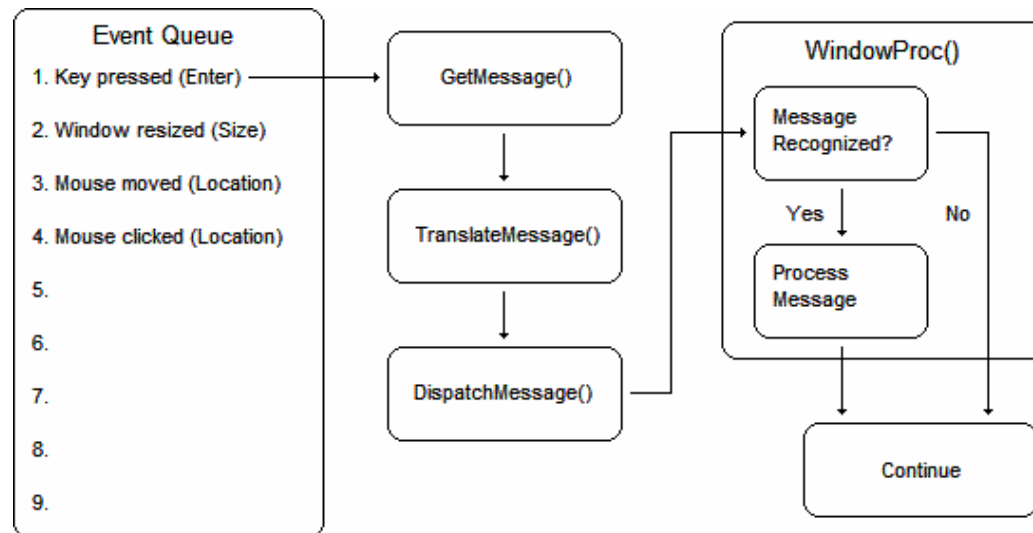 Event Queue
1. Key pressed (Enter)
2. Window resized (Size)
3. Mouse moved (Location)
4. Mouse clicked (Location)
5.
6.
7.
8.
9.
GetMessage()
TranslateMessage()
DispatchMessage()
WindowProc()
Message
Recognized?
Yes
No
Process
Message
Continue